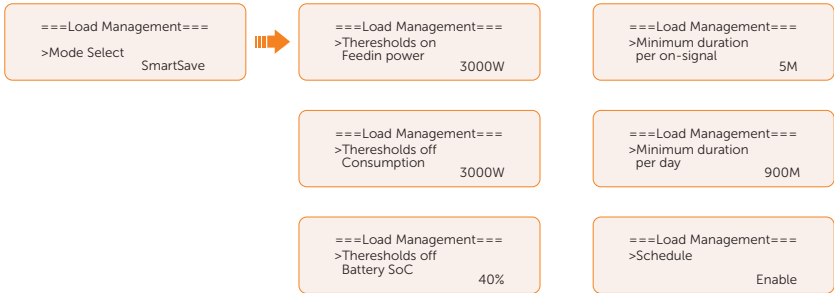 ===Load Management===
>Mode Select
SmartSave
===Load Management===
>Theresholds on
Feedin power
3000W
===Load Management===
>Minimum duration
per on-signal
5M
===Load Management===
>Theresholds off
Consumption
3000W
===Load Management===
>Minimum duration
per day
900M
===Load Management===
>Theresholds off
Battery SoC
40%
===Load Management===
>Schedule
Enable